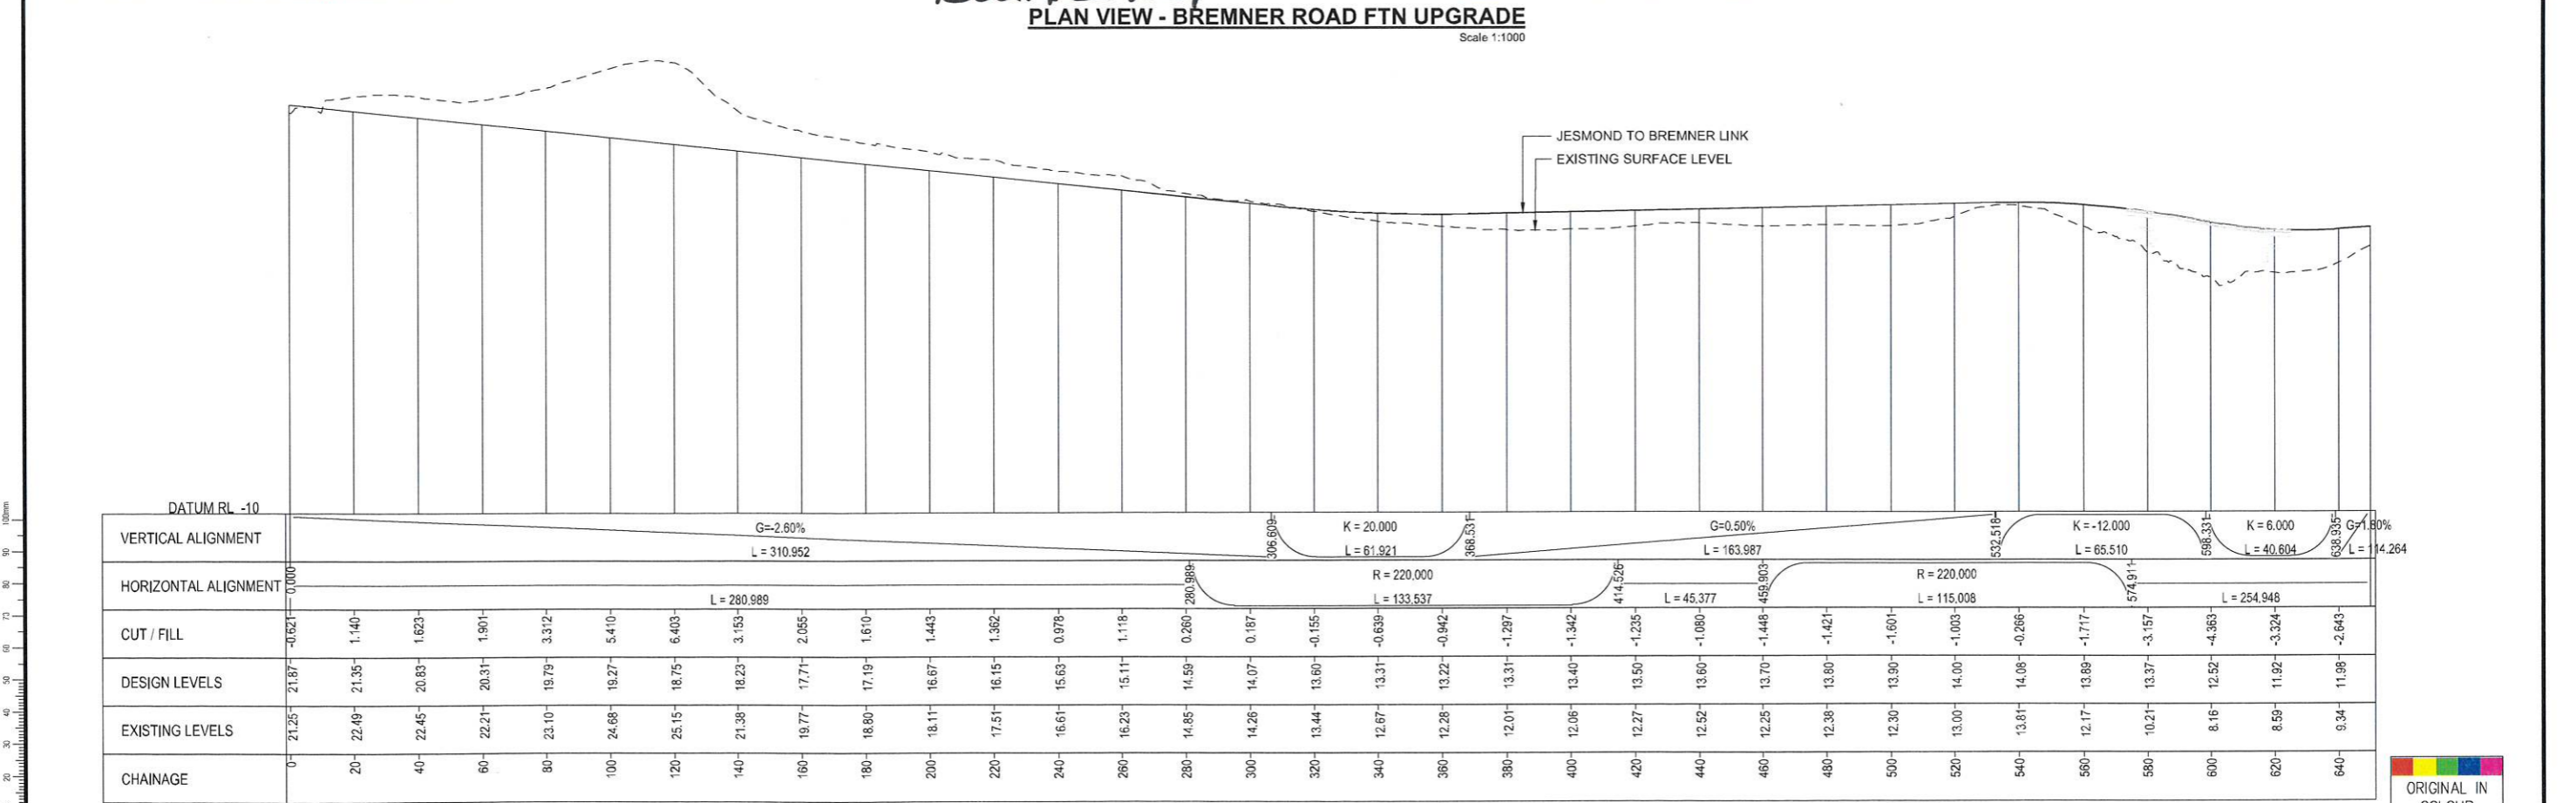 PLAN VIEW - BREMNER ROAD FTN UPGRADE
Scale 1:1000
JESMOND TO BREMNER LINK
EXISTING SURFACE LEVEL
DATUM RL -10
VERTICAL ALIGNMENT
G=-2.60%
L = 310.952
306.609
K = 20.000
L = 61.921
368.531
G=0.50%
L = 163.987
532.518
K = -12.000
L = 65.510
598.331
K = 6.000
L = 40.604
638.935
G=1.80%
L = 114.264
HORIZONTAL ALIGNMENT
0.000
L = 280.989
280.989
R = 220.000
L = 133.537
414.526
L = 45.377
459.903
R = 220.000
L = 115.008
574.911
L = 254.948
CUT / FILL -0.621 1.140 1.623 1.901 3.312 5.410 6.403 3.153 2.055 1.610 1.443 1.362 0.978 1.118 0.260 0.187 -0.155 -0.639 -0.942 -1.297 -1.342 -1.235 -1.080 -1.448 -1.421 -1.601 -1.003 -0.266 -1.717 -3.157 -4.363 -3.324 -2.643
DESIGN LEVELS 21.87 21.35 20.83 20.31 19.79 19.27 18.75 18.23 17.71 17.19 16.67 16.15 15.63 15.11 14.59 14.07 13.60 13.31 13.22 13.31 13.40 13.50 13.60 13.70 13.80 13.90 14.00 14.08 13.89 13.37 12.52 11.92 11.98
EXISTING LEVELS 21.25 22.49 22.45 22.21 23.10 24.68 25.15 21.38 19.77 18.80 18.11 17.51 16.61 16.23 14.85 14.26 13.44 12.67 12.28 12.01 12.06 12.27 12.52 12.25 12.38 12.30 13.00 13.81 12.17 10.21 8.16 8.59 9.34
CHAINAGE 0 20 40 60 80 100 120 140 160 180 200 220 240 260 280 300 320 340 360 380 400 420 440 460 480 500 520 540 560 580 600 620 640
100mm
90
80
73
60
50
40
30
20
ORIGINAL IN
COLOUR